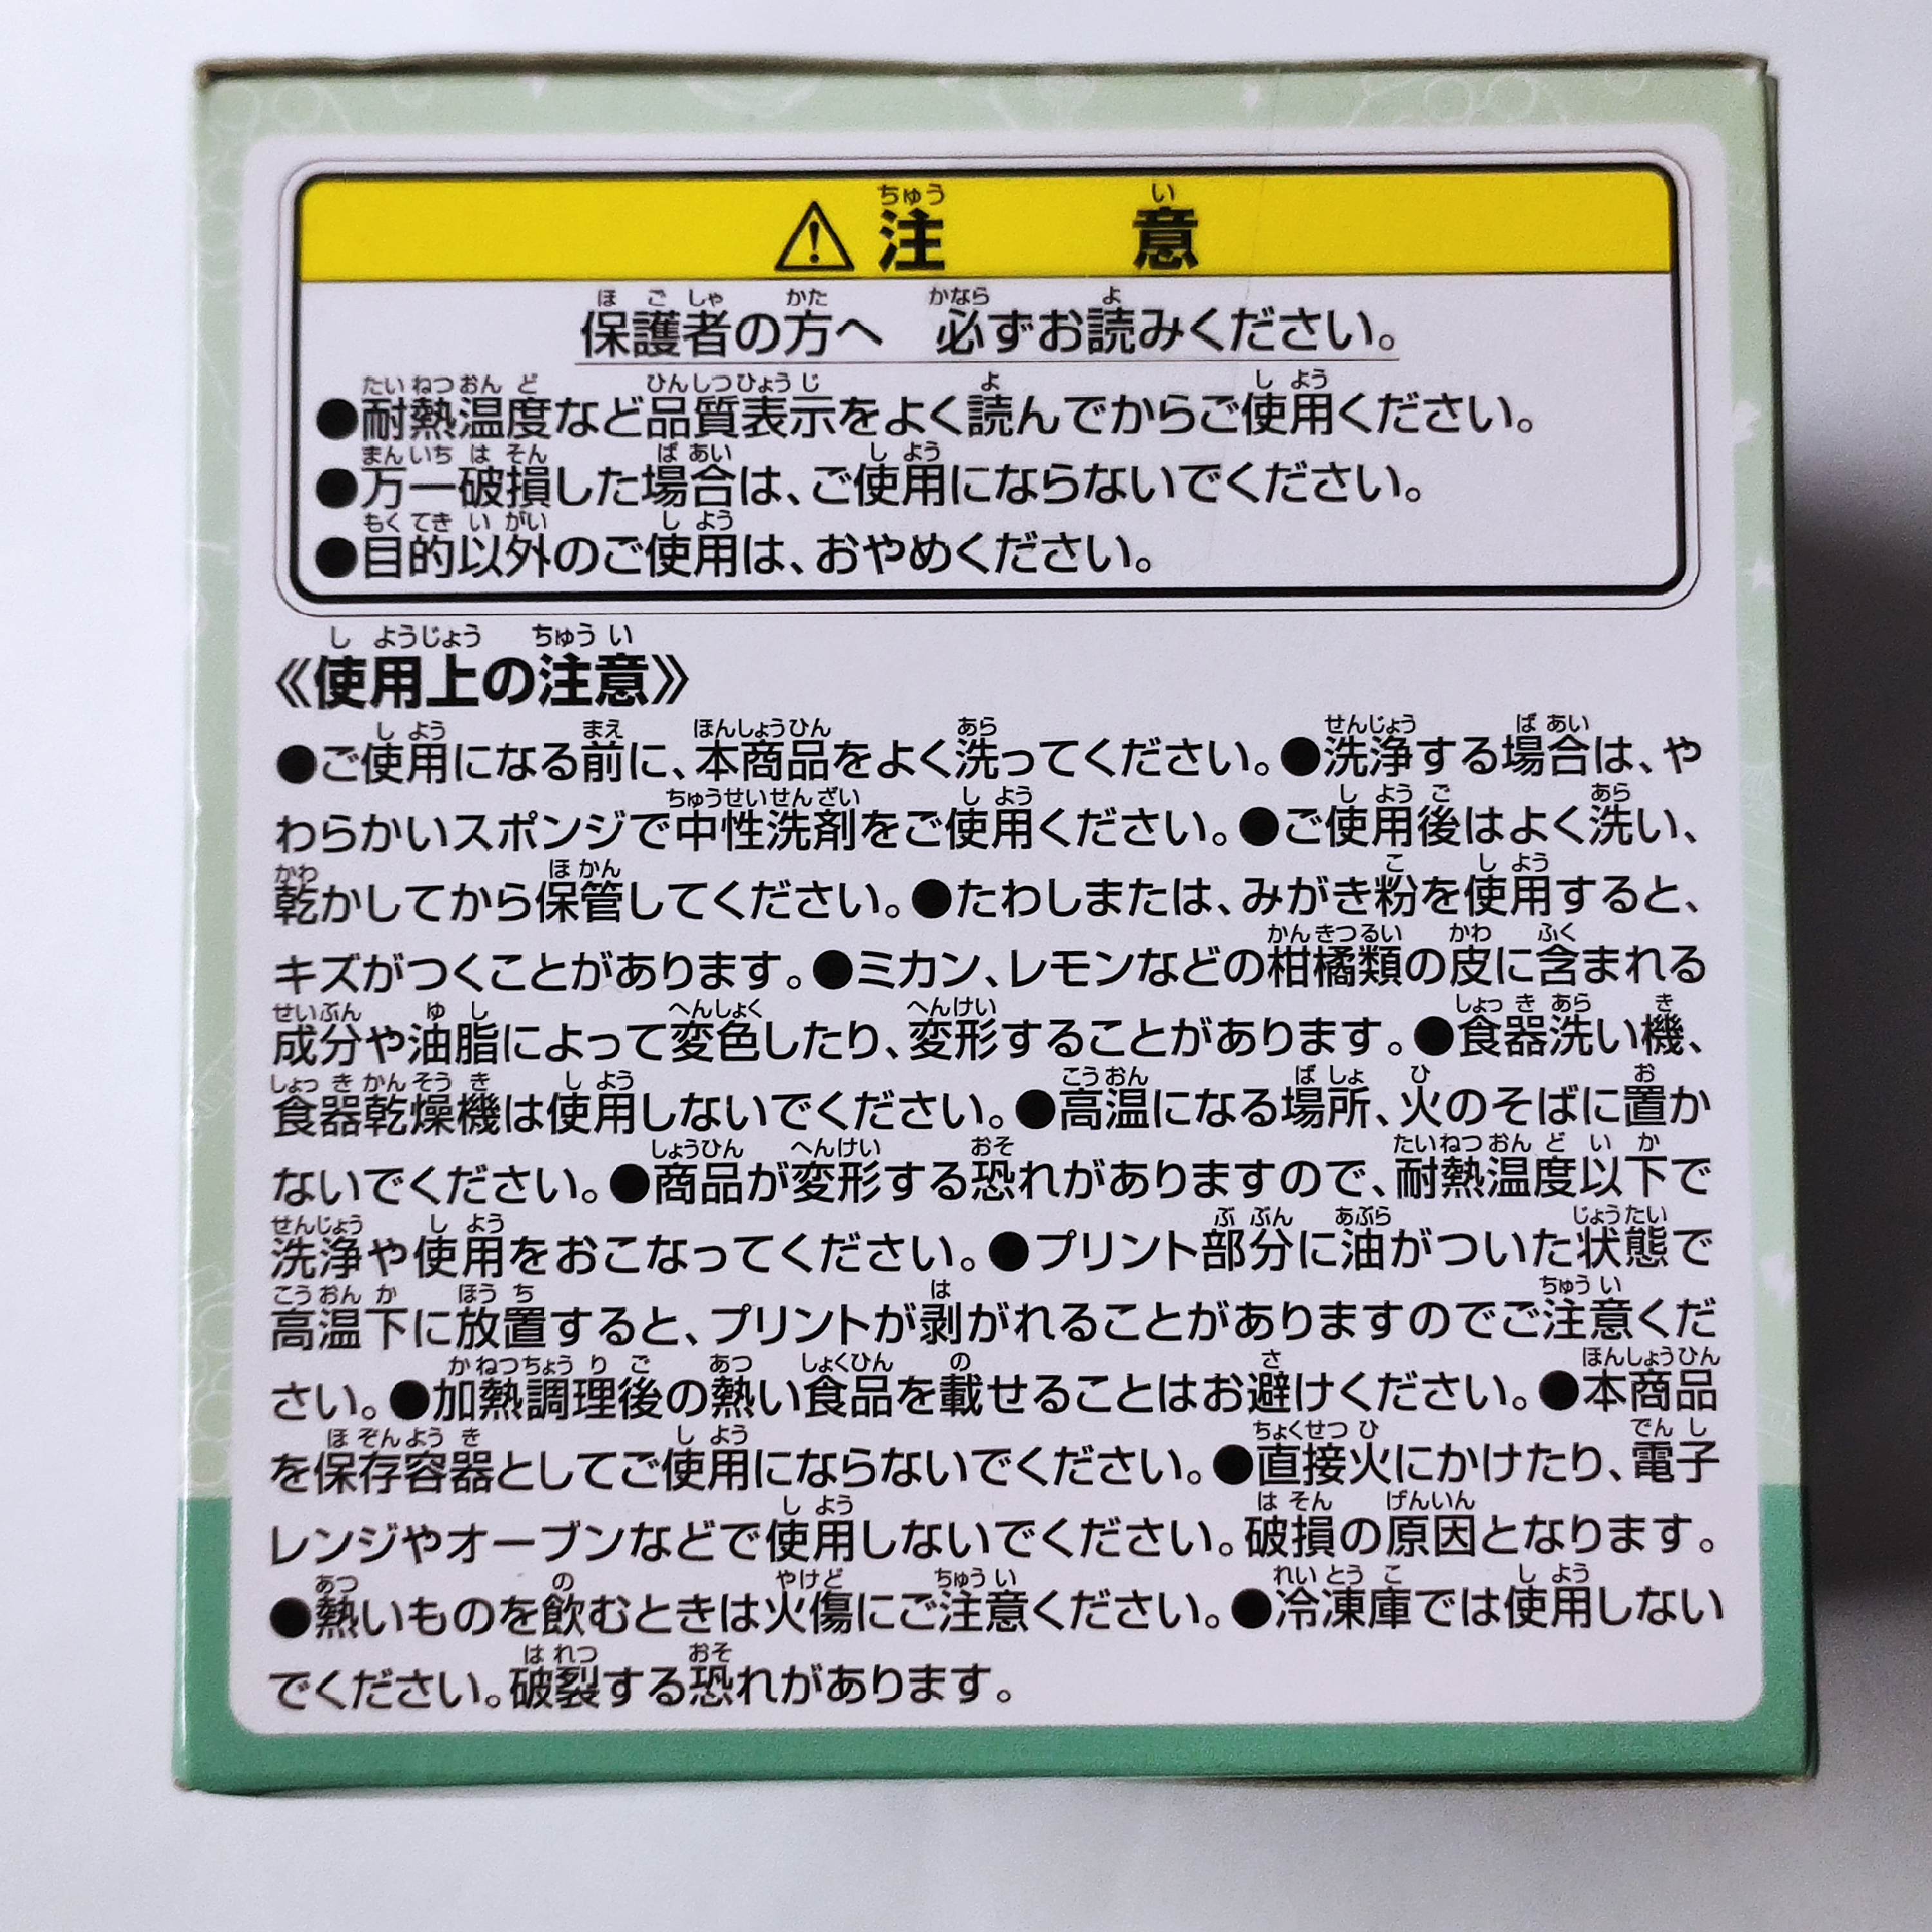 ⚠注意
保護者の方へ 必ずお読みください。
●耐熱温度など品質表示をよく読んでからご使用ください。
●万一破損した場合は、ご使用にならないでください。
●目的以外のご使用は、おやめください。
《使用上の注意》
●ご使用になる前に、本商品をよく洗ってください。●洗浄する場合は、や
わらかいスポンジで中性洗剤をご使用ください。●ご使用後はよく洗い、
乾かしてから保管してください。●たわしまたは、みがき粉を使用すると、
キズがつくことがあります。●ミカン、レモンなどの柑橘類の皮に含まれる
成分や油脂によって変色したり、変形することがあります。●食器洗い機、
食器乾燥機は使用しないでください。●高温になる場所、火のそばに置か
ないでください。●商品が変形する恐れがありますので、耐熱温度以下で
洗浄や使用をおこなってください。●プリント部分に油がついた状態で
高温下に放置すると、プリントが剥がれることがありますのでご注意くだ
さい。●加熱調理後の熱い食品を載せることはお避けください。●本商品
を保存容器としてご使用にならないでください。●直接火にかけたり、電子
レンジやオーブンなどで使用しないでください。破損の原因となります。
●熱いものを飲むときは火傷にご注意ください。●冷凍庫では使用しない
でください。破裂する恐れがあります。